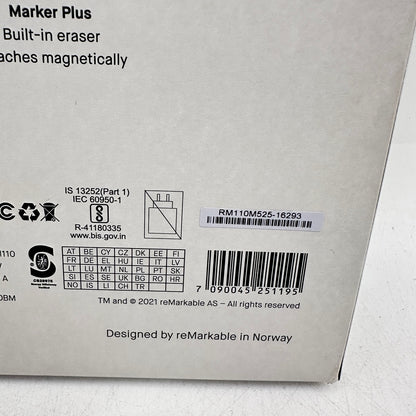 Marker Plus
Built-in eraser
aches magnetically
IS 13252(Part 1)
IEC 60950-1
R-41180335
www.bis.gov.in
RM110M525-16293
110
A
0BM
AT BE CY CZ DK EE FI
FR DE EL HU IE IT LV
LT LU MT NL PL PT SK
SI ES SE UK BG RO HR
NO IS LI CH TR
7 090045 251195
TM and © 2021 reMarkable AS – All rights reserved
Designed by reMarkable in Norway